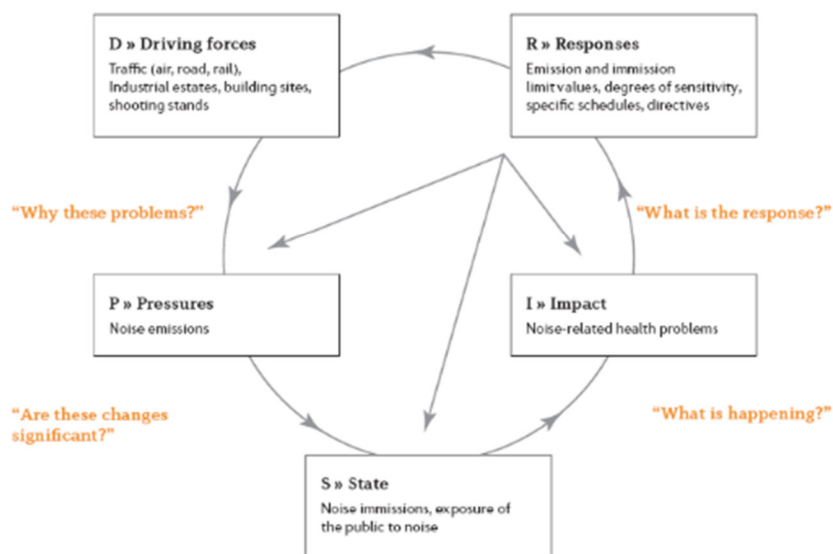 D » Driving forces
Traffic (air, road, rail),
Industrial estates, building sites,
shooting stands
R » Responses
Emission and immission
limit values, degrees of sensitivity,
specific schedules, directives
“Why these problems?”
“What is the response?”
P » Pressures
Noise emissions
I » Impact
Noise-related health problems
“Are these changes
significant?”
“What is happening?”
S » State
Noise immissions, exposure of
the public to noise